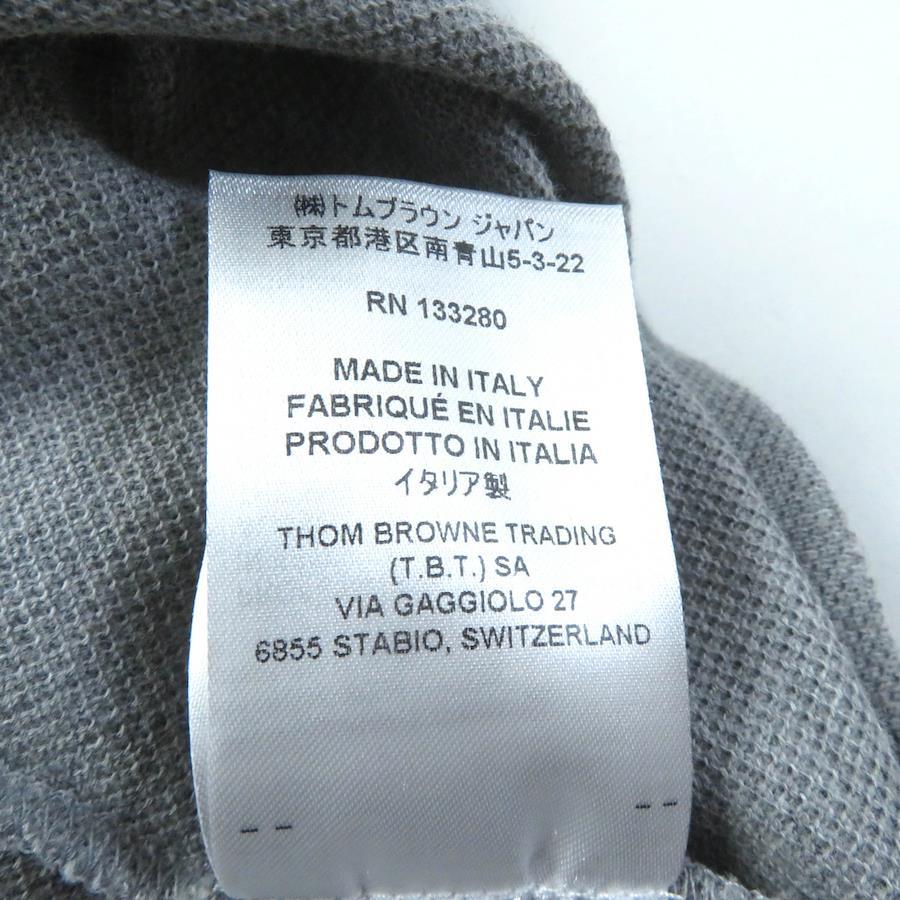 ㈱トムブラウン ジャパン
東京都港区南青山5-3-22
RN 133280
MADE IN ITALY
FABRIQUÉ EN ITALIE
PRODOTTO IN ITALIA
イタリア製
THOM BROWNE TRADING
(T.B.T.) SA
VIA GAGGIOLO 27
6855 STABIO, SWITZERLAND